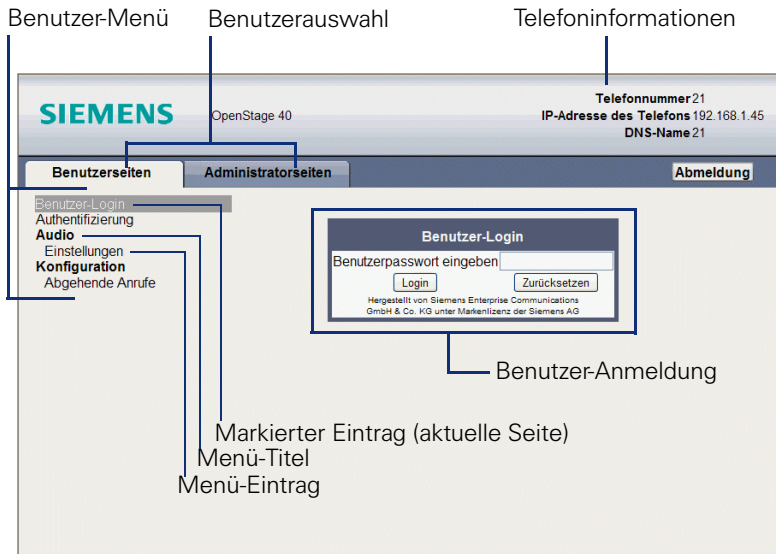 Benutzer-Menü
Benutzerauswahl
Telefoninformationen
SIEMENS
OpenStage 40
Telefonnummer 21
IP-Adresse des Telefons 192.168.1.45
DNS-Name 21
Benutzerseiten
Administratorseiten
Abmeldung
Benutzer-Login
Authentifizierung
Audio
Einstellungen
Konfiguration
Abgehende Anrufe
Benutzer-Login
Benutzerpasswort eingeben
Login
Zurücksetzen
Hergestellt von Siemens Enterprise Communications
GmbH & Co. KG unter Markenlizenz der Siemens AG
Benutzer-Anmeldung
Markierter Eintrag (aktuelle Seite)
Menü-Titel
Menü-Eintrag